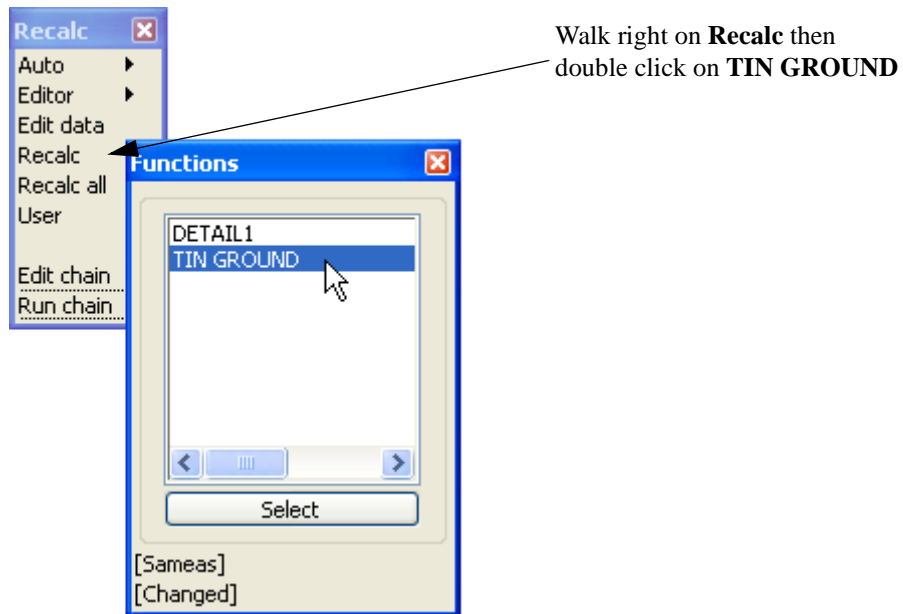 Recalc
Auto
Editor
Edit data
Recalc
Recalc all
User
Edit chain
Run chain
Walk right on Recalc then
double click on TIN GROUND
Functions
DETAIL1
TIN GROUND
Select
[Sameas]
[Changed]